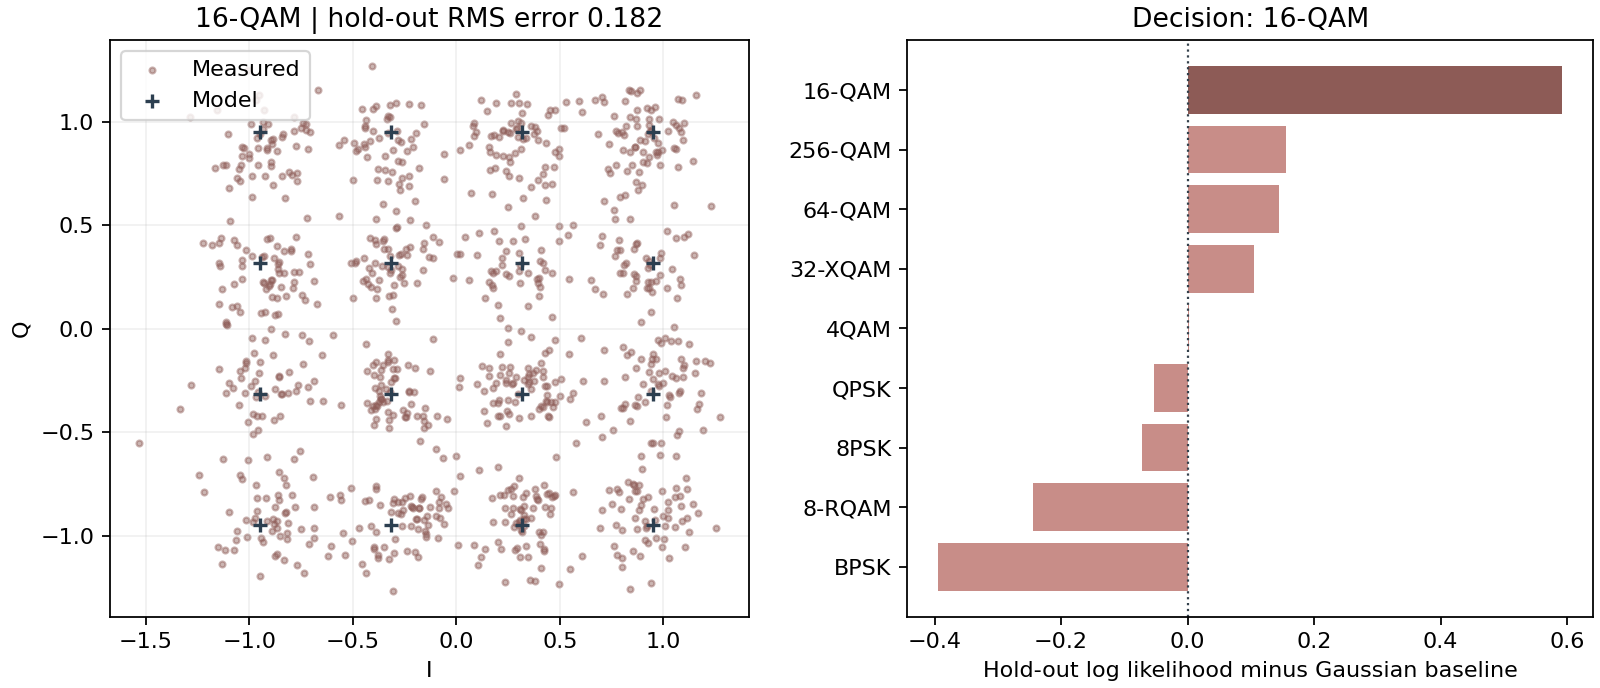 16-QAM | hold-out RMS error 0.182
Measured
Model
1.0
0.5
0.0
−0.5
−1.0
Q
−1.5
−1.0
−0.5
0.0
0.5
1.0
I
Decision: 16-QAM
16-QAM
256-QAM
64-QAM
32-XQAM
4QAM
QPSK
8PSK
8-RQAM
BPSK
−0.4
−0.2
0.0
0.2
0.4
0.6
Hold-out log likelihood minus Gaussian baseline